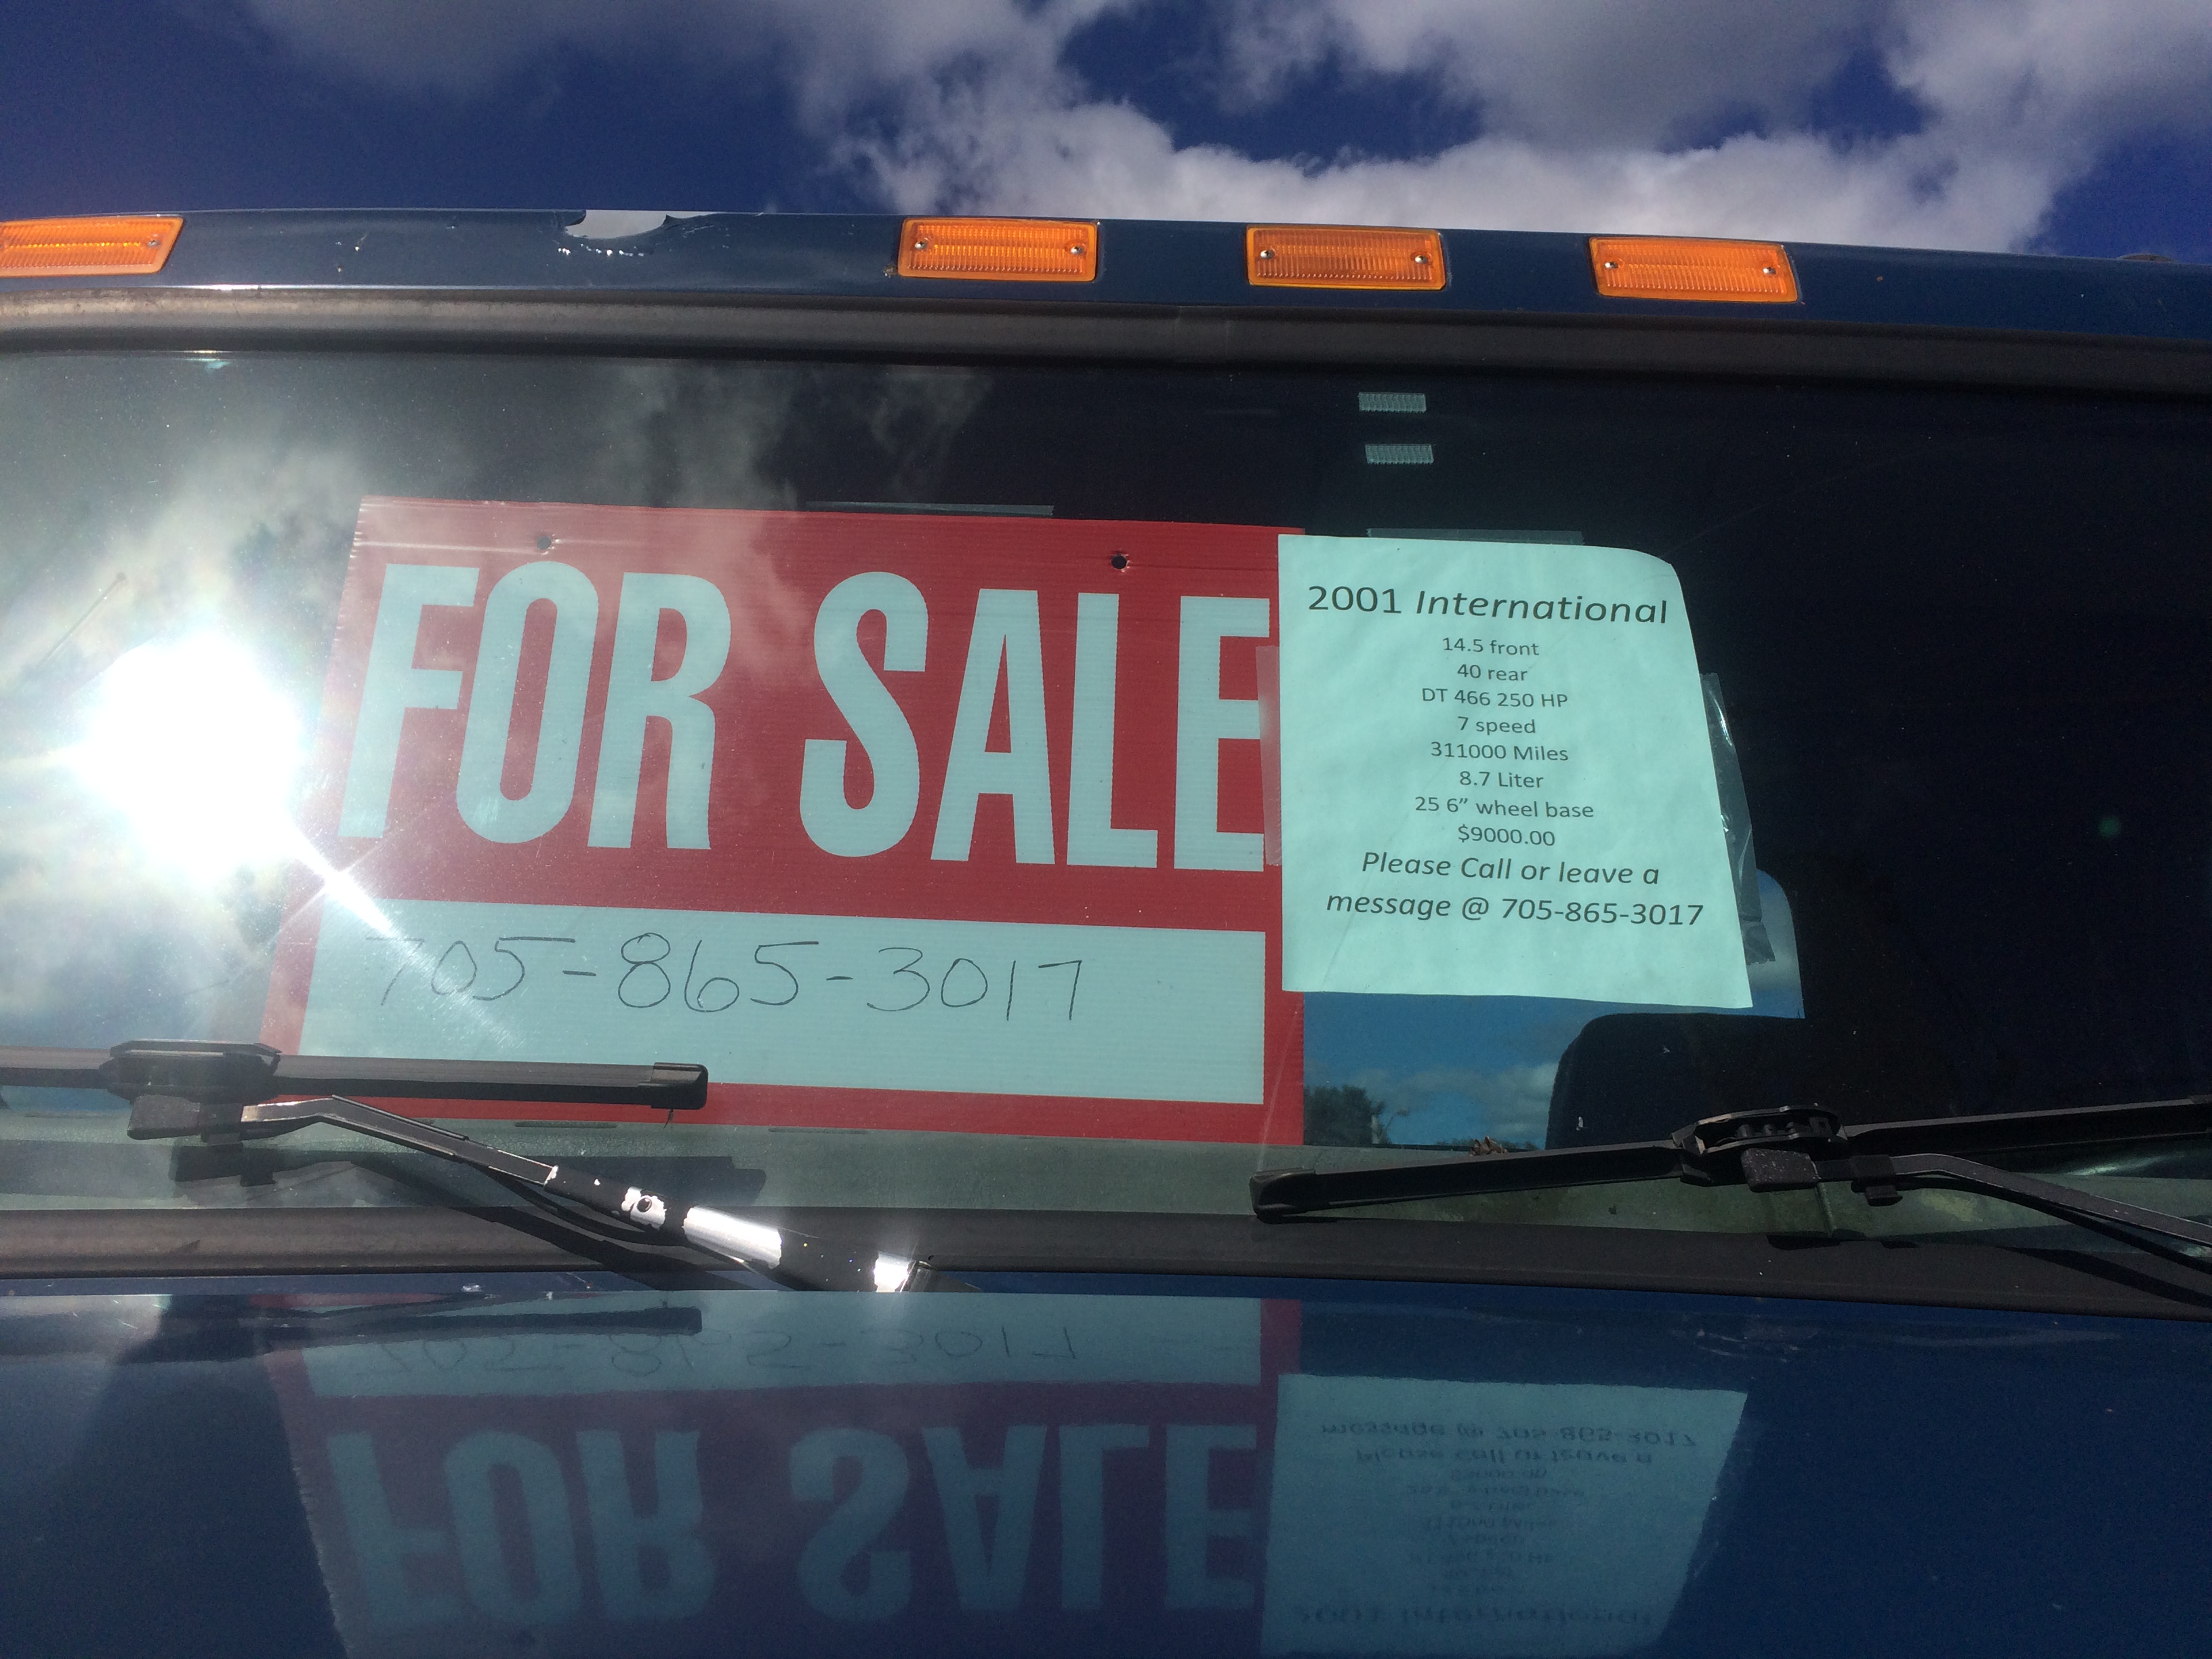 FOR SALE
705-865-3017
2001 International
14.5 front
40 rear
DT 466 250 HP
7 speed
311000 Miles
8.7 Liter
25 6” wheel base
$9000.00
Please Call or leave a
message @ 705-865-3017